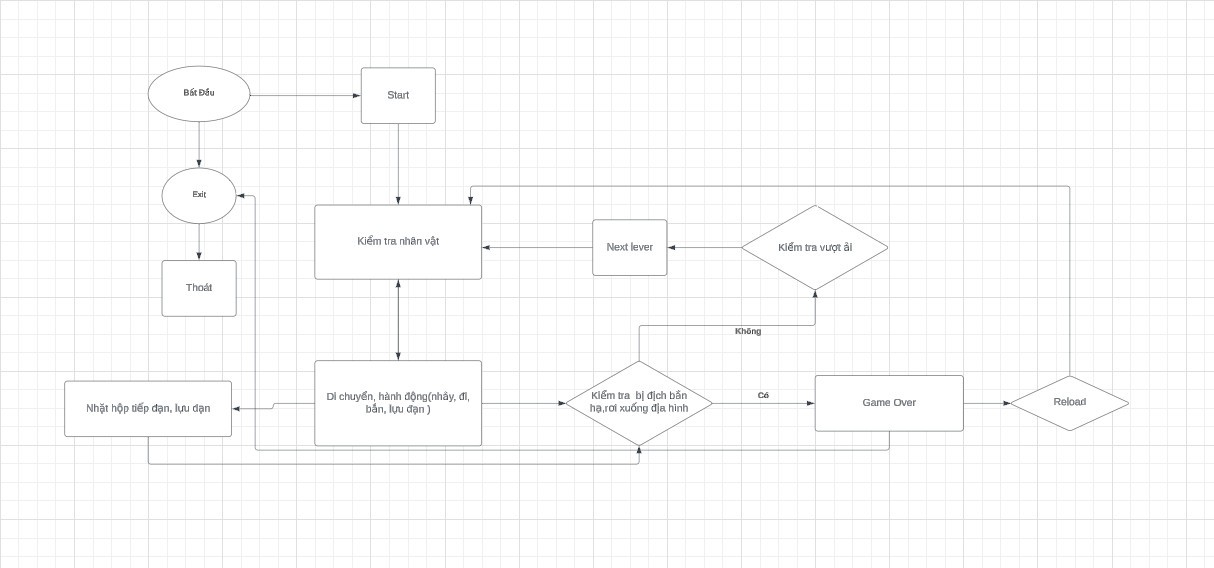 Bất Đầu
Start
Exit
Kiểm tra nhân vật
Next lever
Kiểm tra vượt ải
Thoát
Không
Di chuyển, hành động(nhảy, đi,
bắn, lựu đạn )
Kiểm tra bị địch bắn
hạ,rơi xuống địa hình
Có
Game Over
Reload
Nhặt hộp tiếp đạn, lựu dạn